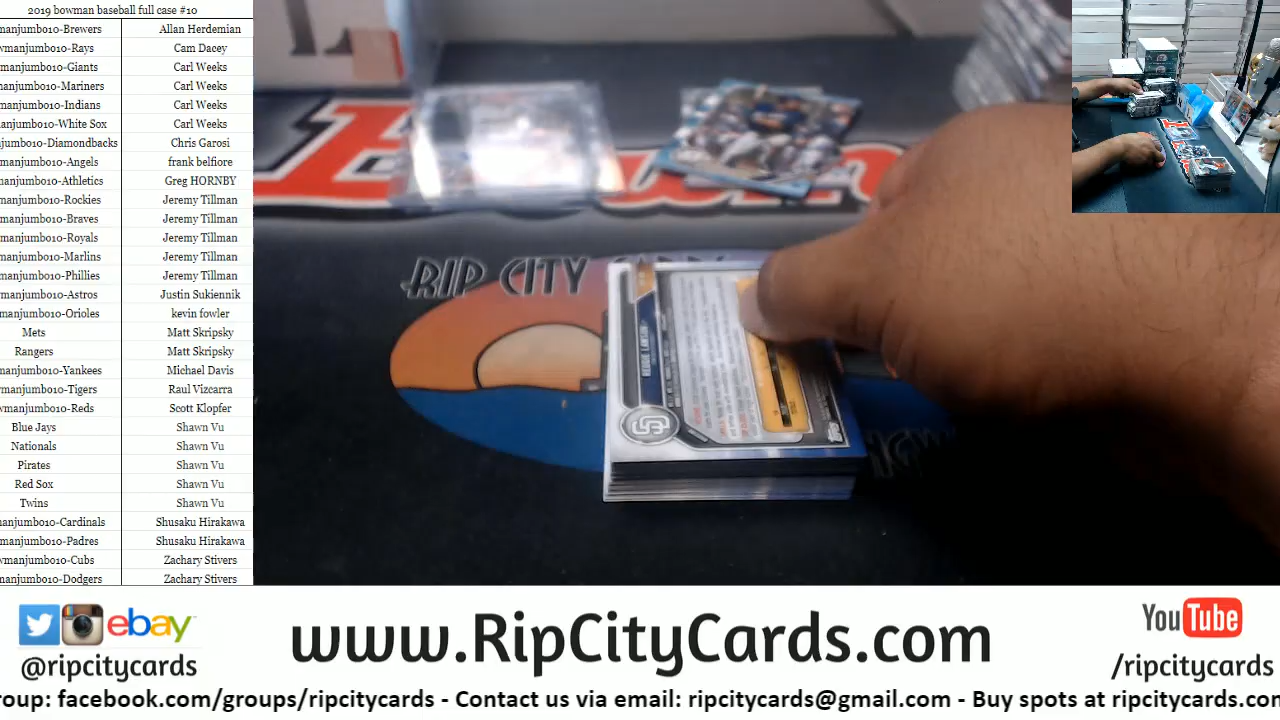 2019 bowman baseball full case #10
manjumbo10-Brewers Allan Herdemian
wmanjumbo10-Rays Cam Dacey
manjumbo10-Giants Carl Weeks
manjumbo10-Mariners Carl Weeks
manjumbo10-Indians Carl Weeks
manjumbo10-White Sox Carl Weeks
njumbo10-Diamondbacks Chris Garosi
manjumbo10-Angels frank belfiore
manjumbo10-Athletics Greg HORNBY
manjumbo10-Rockies Jeremy Tillman
manjumbo10-Braves Jeremy Tillman
manjumbo10-Royals Jeremy Tillman
manjumbo10-Marlins Jeremy Tillman
manjumbo10-Phillies Jeremy Tillman
manjumbo10-Astros Justin Sukiennik
manjumbo10-Orioles kevin fowler
Mets Matt Skripsky
Rangers Matt Skripsky
manjumbo10-Yankees Michael Davis
manjumbo10-Tigers Raul Vizcarra
wmanjumbo10-Reds Scott Klopfer
Blue Jays Shawn Vu
Nationals Shawn Vu
Pirates Shawn Vu
Red Sox Shawn Vu
Twins Shawn Vu
manjumbo10-Cardinals Shusaku Hirakawa
manjumbo10-Padres Shusaku Hirakawa
wmanjumbo10-Cubs Zachary Stivers
manjumbo10-Dodgers Zachary Stivers
RIP CITY
Topps
ebay
@ripcitycards
www.RipCityCards.com
YouTube
/ripcitycards
roup: facebook.com/groups/ripcitycards - Contact us via email: ripcitycards@gmail.com - Buy spots at ripcitycards.com